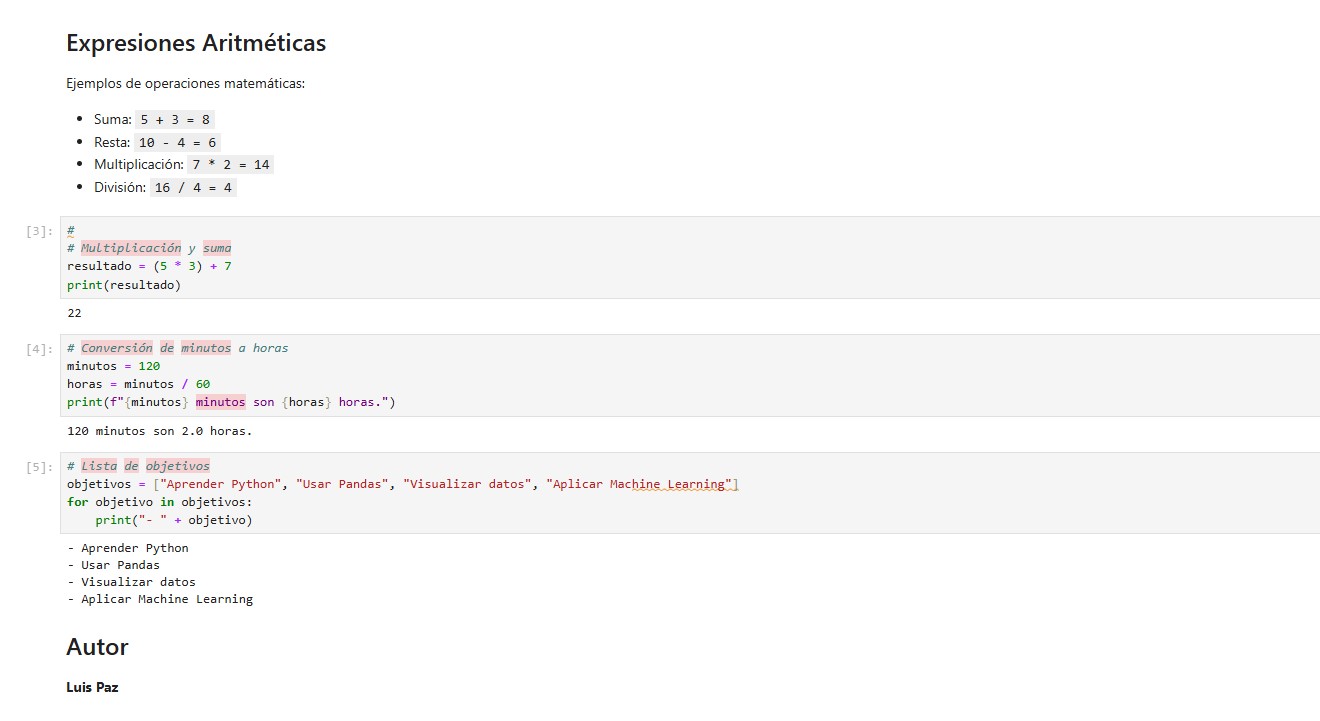 Expresiones Aritméticas
Ejemplos de operaciones matemáticas:
• Suma: 5 + 3 = 8
• Resta: 10 - 4 = 6
• Multiplicación: 7 * 2 = 14
• División: 16 / 4 = 4
[3]: #
# Multiplicación y suma
resultado = (5 * 3) + 7
print(resultado)
22
[4]: # Conversión de minutos a horas
minutos = 120
horas = minutos / 60
print(f"{minutos} minutos son {horas} horas.")
120 minutos son 2.0 horas.
[5]: # Lista de objetivos
objetivos = ["Aprender Python", "Usar Pandas", "Visualizar datos", "Aplicar Machine Learning"]
for objetivo in objetivos:
    print("- " + objetivo)
- Aprender Python
- Usar Pandas
- Visualizar datos
- Aplicar Machine Learning
Autor
Luis Paz